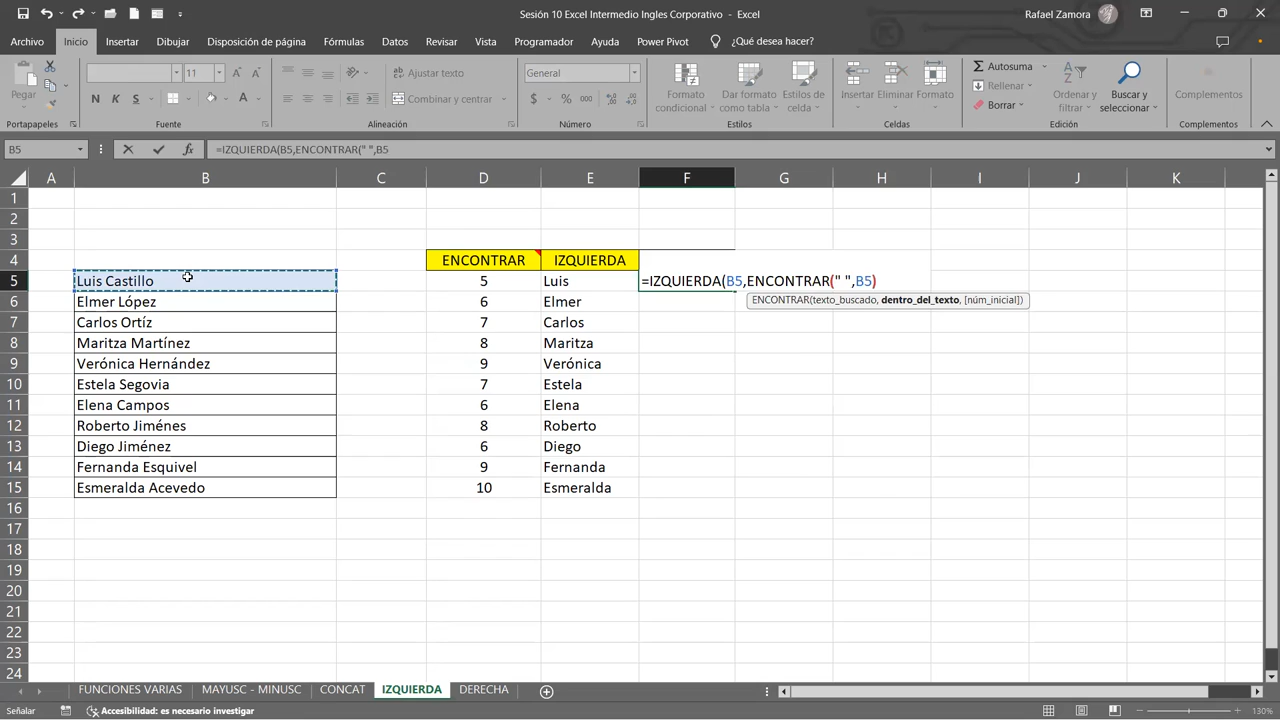 Sesión 10 Excel Intermedio Ingles Corporativo - Excel
Rafael Zamora
Archivo Inicio Insertar Dibujar Disposición de página Fórmulas Datos Revisar Vista Programador Ayuda Power Pivot ¿Qué desea hacer?
Pegar
11
N K S
Ajustar texto
Combinar y centrar
General
$ % 000
Formato condicional
Dar formato como tabla
Estilos de celda
Insertar Eliminar Formato
Autosuma
Rellenar
Borrar
Ordenar y filtrar
Buscar y seleccionar
Complementos
Portapapeles Fuente Alineación Número Estilos Celdas Edición Complementos
B5 fx =IZQUIERDA(B5,ENCONTRAR(" ",B5
A B C D E F G H I J K
1
2
3
4 ENCONTRAR IZQUIERDA
5 Luis Castillo 5 Luis =IZQUIERDA(B5,ENCONTRAR(" ",B5)
ENCONTRAR(texto_buscado, dentro_del_texto, [núm_inicial])
6 Elmer López 6 Elmer
7 Carlos Ortíz 7 Carlos
8 Maritza Martínez 8 Maritza
9 Verónica Hernández 9 Verónica
10 Estela Segovia 7 Estela
11 Elena Campos 6 Elena
12 Roberto Jiménes 8 Roberto
13 Diego Jiménez 6 Diego
14 Fernanda Esquivel 9 Fernanda
15 Esmeralda Acevedo 10 Esmeralda
16
17
18
19
20
21
22
23
24
FUNCIONES VARIAS MAYUSC - MINUSC CONCAT IZQUIERDA DERECHA
Señalar Accesibilidad: es necesario investigar 130%